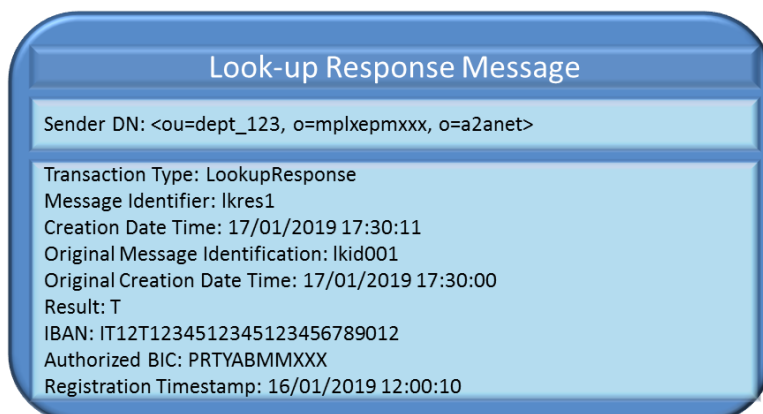 Look-up Response Message
Sender DN: <ou=dept_123, o=mplxepmxxx, o=a2anet>
Transaction Type: LookupResponse
Message Identifier: lkres1
Creation Date Time: 17/01/2019 17:30:11
Original Message Identification: lkid001
Original Creation Date Time: 17/01/2019 17:30:00
Result: T
IBAN: IT12T1234512345123456789012
Authorized BIC: PRTYABMMXXX
Registration Timestamp: 16/01/2019 12:00:10